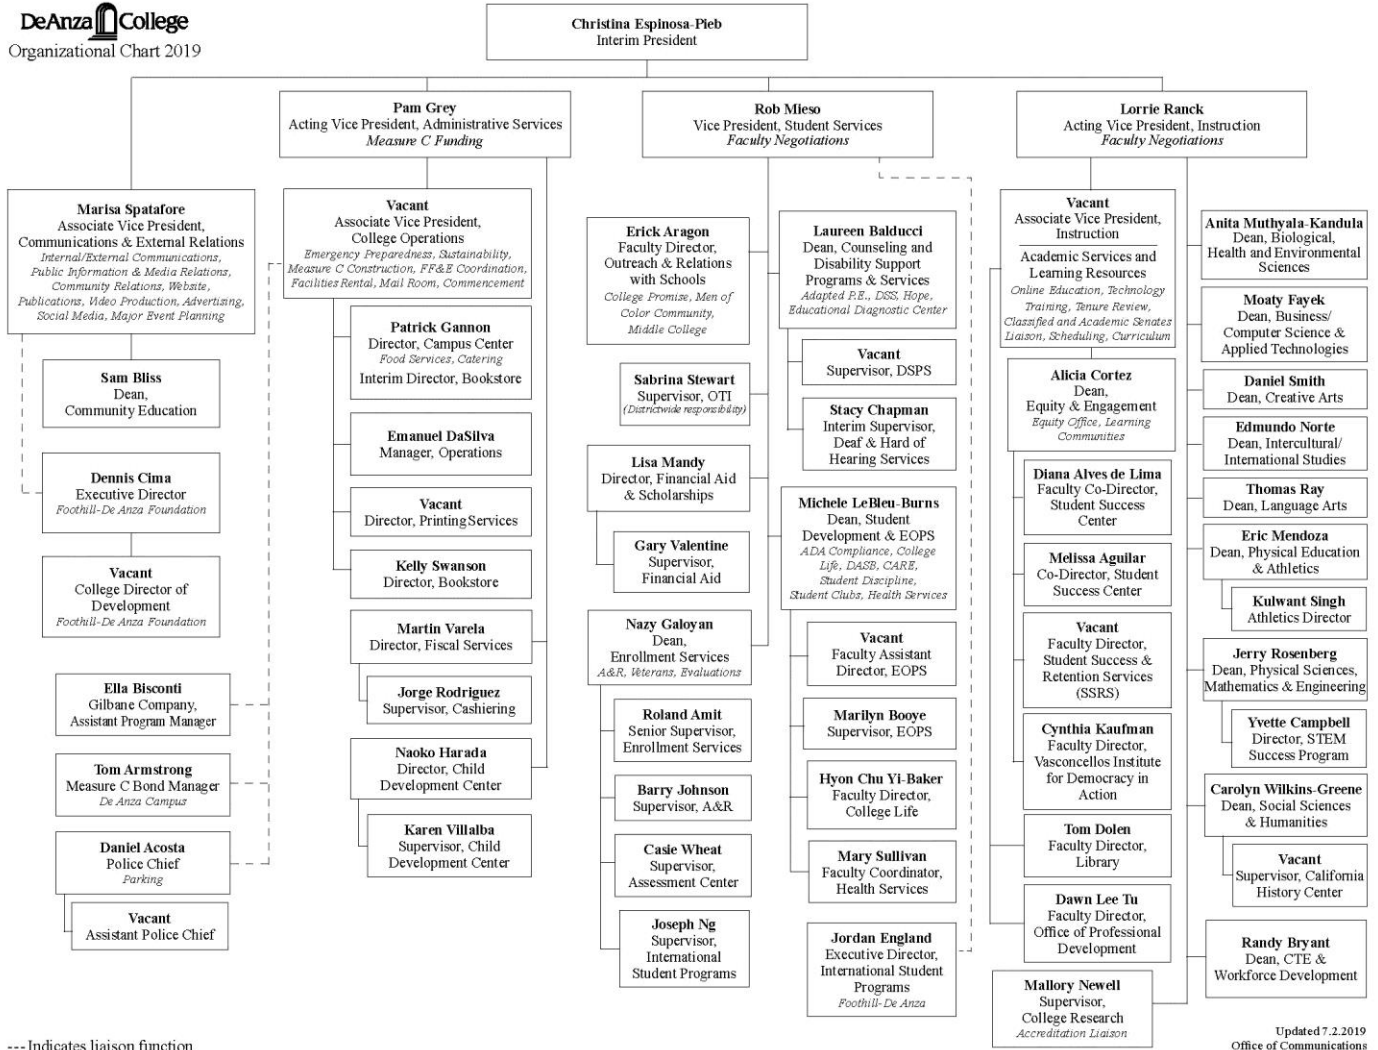 DeAnza College
Organizational Chart 2019
Christina Espinosa-Pieb
Interim President
Pam Grey
Acting Vice President, Administrative Services
Measure C Funding
Rob Mieso
Vice President, Student Services
Faculty Negotiations
Lorrie Ranck
Acting Vice President, Instruction
Faculty Negotiations
Marisa Spatafore
Associate Vice President,
Communications & External Relations
Internal/External Communications,
Public Information & Media Relations,
Community Relations, Website,
Publications, Video Production, Advertising,
Social Media, Major Event Planning
Sam Bliss
Dean,
Community Education
Dennis Cima
Executive Director
Foothill-De Anza Foundation
Vacant
College Director of
Development
Foothill-De Anza Foundation
Ella Bisconti
Gilbane Company,
Assistant Program Manager
Tom Armstrong
Measure C Bond Manager
De Anza Campus
Daniel Acosta
Police Chief
Parking
Vacant
Assistant Police Chief
Vacant
Associate Vice President,
College Operations
Emergency Preparedness, Sustainability,
Measure C Construction, FF&E Coordination,
Facilities Rental, Mail Room, Commencement
Patrick Gannon
Director, Campus Center
Food Services, Catering
Interim Director, Bookstore
Emanuel DaSilva
Manager, Operations
Vacant
Director, Printing Services
Kelly Swanson
Director, Bookstore
Martin Varela
Director, Fiscal Services
Jorge Rodriguez
Supervisor, Cashiering
Naoko Harada
Director, Child
Development Center
Karen Villalba
Supervisor, Child
Development Center
Erick Aragon
Faculty Director,
Outreach & Relations
with Schools
College Promise, Men of
Color Community,
Middle College
Sabrina Stewart
Supervisor, OTI
(Districtwide responsibility)
Lisa Mandy
Director, Financial Aid
& Scholarships
Gary Valentine
Supervisor,
Financial Aid
Nazy Galoyan
Dean,
Enrollment Services
A&R, Veterans, Evaluations
Roland Amit
Senior Supervisor,
Enrollment Services
Barry Johnson
Supervisor, A&R
Casie Wheat
Supervisor,
Assessment Center
Joseph Ng
Supervisor,
International
Student Programs
Laureen Balducci
Dean, Counseling and
Disability Support
Programs & Services
Adapted P.E., DSS, Hope,
Educational Diagnostic Center
Vacant
Supervisor, DSPS
Stacy Chapman
Interim Supervisor,
Deaf & Hard of
Hearing Services
Michele LeBleu-Burns
Dean, Student
Development & EOPS
ADA Compliance, College
Life, DASB, CARE,
Student Discipline,
Student Clubs, Health Services
Vacant
Faculty Assistant
Director, EOPS
Marilyn Booye
Supervisor, EOPS
Hyon Chu Yi-Baker
Faculty Director,
College Life
Mary Sullivan
Faculty Coordinator,
Health Services
Jordan England
Executive Director,
International Student
Programs
Foothill-De Anza
Vacant
Associate Vice President,
Instruction
Academic Services and
Learning Resources
Online Education, Technology
Training, Tenure Review,
Classified and Academic Senates
Liaison, Scheduling, Curriculum
Alicia Cortez
Dean,
Equity & Engagement
Equity Office, Learning
Communities
Diana Alves de Lima
Faculty Co-Director,
Student Success
Center
Melissa Aguilar
Co-Director, Student
Success Center
Vacant
Faculty Director,
Student Success &
Retention Services
(SSRS)
Cynthia Kaufman
Faculty Director,
Vasconcellos Institute
for Democracy in
Action
Tom Dolen
Faculty Director,
Library
Dawn Lee Tu
Faculty Director,
Office of Professional
Development
Mallory Newell
Supervisor,
College Research
Accreditation Liaison
Anita Muthyala-Kandula
Dean, Biological,
Health and Environmental
Sciences
Moaty Fayek
Dean, Business/
Computer Science &
Applied Technologies
Daniel Smith
Dean, Creative Arts
Edmundo Norte
Dean, Intercultural/
International Studies
Thomas Ray
Dean, Language Arts
Eric Mendoza
Dean, Physical Education
& Athletics
Kulwant Singh
Athletics Director
Jerry Rosenberg
Dean, Physical Sciences,
Mathematics & Engineering
Yvette Campbell
Director, STEM
Success Program
Carolyn Wilkins-Greene
Dean, Social Sciences
& Humanities
Vacant
Supervisor, California
History Center
Randy Bryant
Dean, CTE &
Workforce Development
--- Indicates liaison function
Updated 7.2.2019
Office of Communications